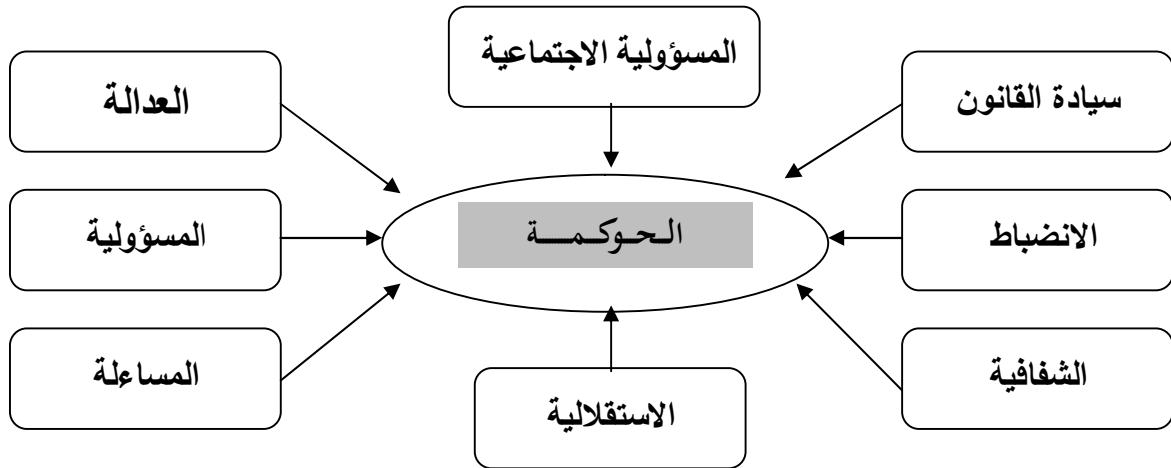 المسؤولية الاجتماعية
سيادة القانون
العدالة
الحوكمة
الانضباط
المسؤولية
الشفافية
المساءلة
الاستقلالية